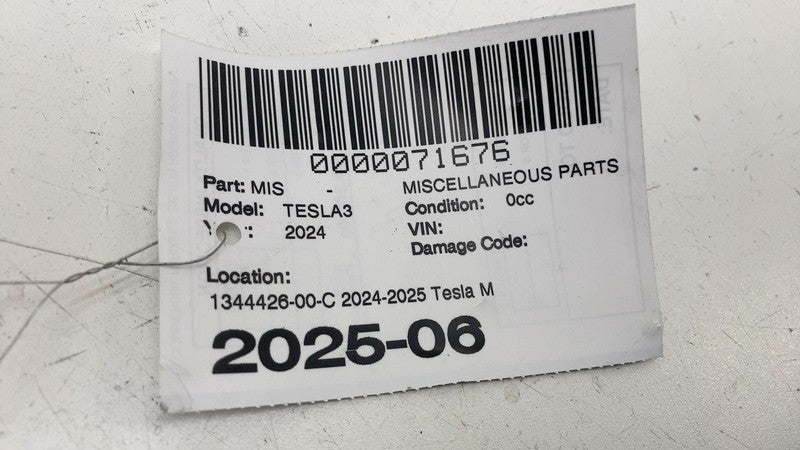 0000071676
Part: MIS - MISCELLANEOUS PARTS
Model: TESLA3 Condition: 0cc
2024 VIN:
Damage Code:
Location:
1344426-00-C 2024-2025 Tesla M
2025-06